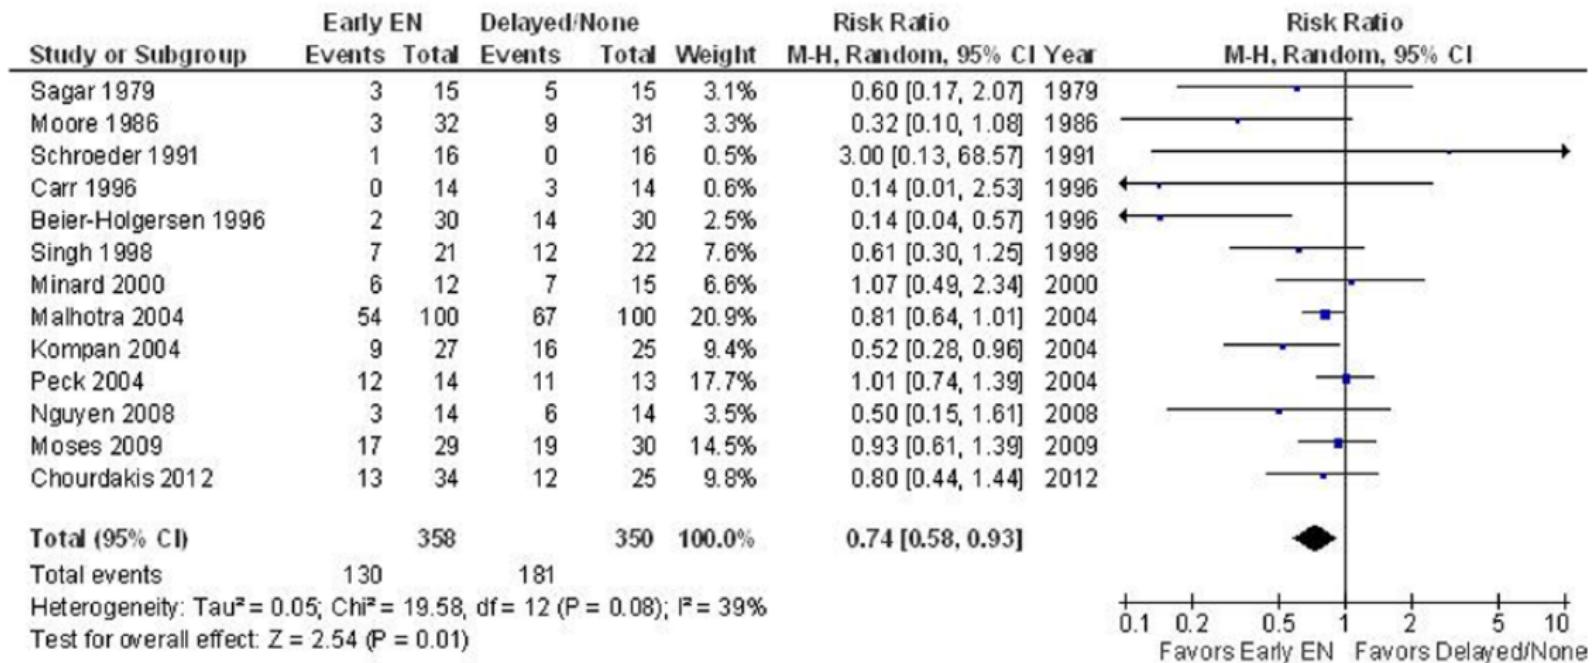 Early EN Delayed/None Risk Ratio Risk Ratio
Study or Subgroup Events Total Events Total Weight M-H, Random, 95% CI Year M-H, Random, 95% CI
Sagar 1979 3 15 5 15 3.1% 0.60 [0.17, 2.07] 1979
Moore 1986 3 32 9 31 3.3% 0.32 [0.10, 1.08] 1986
Schroeder 1991 1 16 0 16 0.5% 3.00 [0.13, 68.57] 1991
Carr 1996 0 14 3 14 0.6% 0.14 [0.01, 2.53] 1996
Beier-Holgersen 1996 2 30 14 30 2.5% 0.14 [0.04, 0.57] 1996
Singh 1998 7 21 12 22 7.6% 0.61 [0.30, 1.25] 1998
Minard 2000 6 12 7 15 6.6% 1.07 [0.49, 2.34] 2000
Malhotra 2004 54 100 67 100 20.9% 0.81 [0.64, 1.01] 2004
Kompan 2004 9 27 16 25 9.4% 0.52 [0.28, 0.96] 2004
Peck 2004 12 14 11 13 17.7% 1.01 [0.74, 1.39] 2004
Nguyen 2008 3 14 6 14 3.5% 0.50 [0.15, 1.61] 2008
Moses 2009 17 29 19 30 14.5% 0.93 [0.61, 1.39] 2009
Chourdakis 2012 13 34 12 25 9.8% 0.80 [0.44, 1.44] 2012
Total (95% CI) 358 350 100.0% 0.74 [0.58, 0.93]
Total events 130 181
Heterogeneity: Tau² = 0.05; Chi² = 19.58, df = 12 (P = 0.08); I² = 39%
Test for overall effect: Z = 2.54 (P = 0.01)
0.1 0.2 0.5 1 2 5 10
Favors Early EN Favors Delayed/None